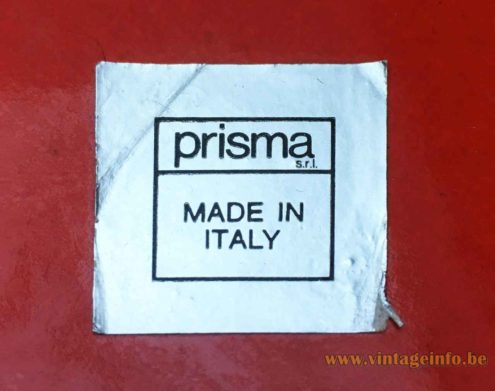 prisma
s.r.l.
MADE IN
ITALY
www.vintageinfo.be